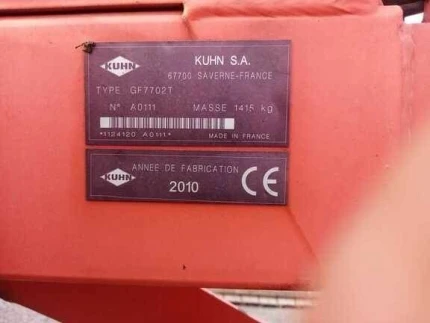 KUHN
KUHN S.A.
67700 SAVERNE-FRANCE
TYPE GF7702T
N° A0111 MASSE 1415 kg
*1124120 A0111*
MADE IN FRANCE
KUHN
ANNEE DE FABRICATION
2010
CE